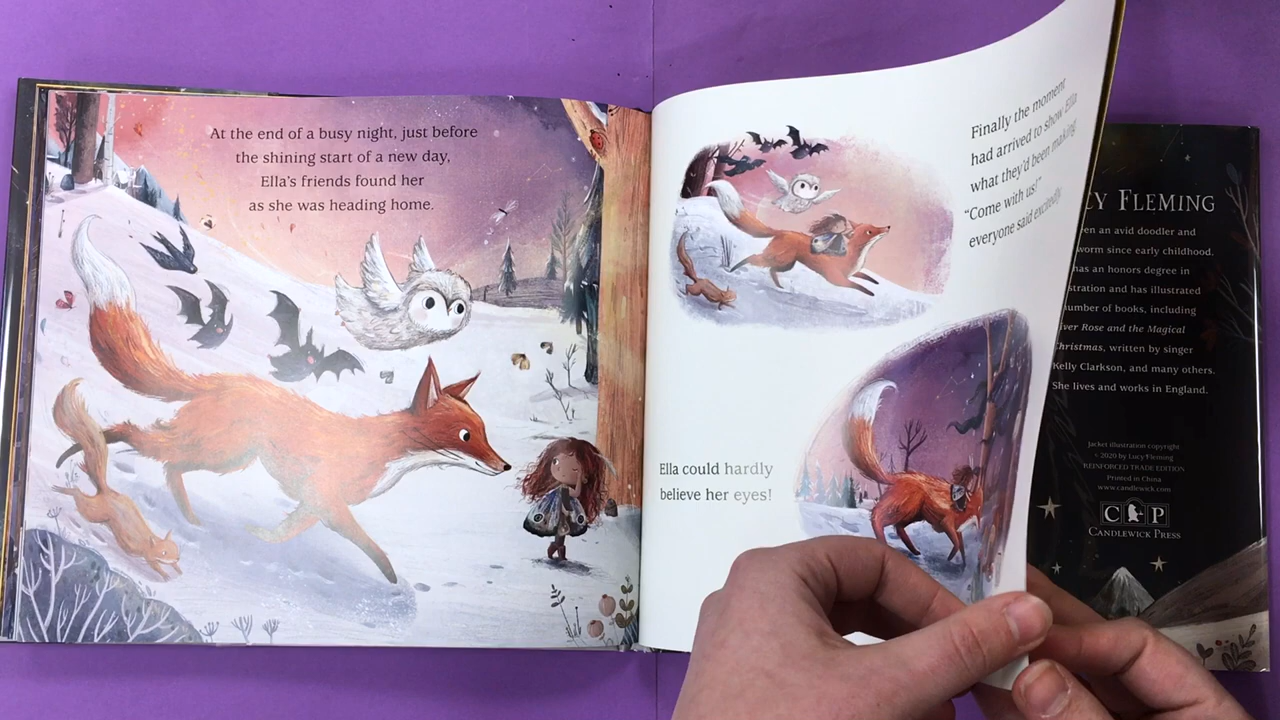 At the end of a busy night, just before
the shining start of a new day,
Ella's friends found her
as she was heading home.
Finally the moment
had arrived to show Ella
what they'd been making
"Come with us!"
everyone said excitedly.
Ella could hardly
believe her eyes!
FLEMING
en an avid doodler and
worm since early childhood.
has an honors degree in
stration and has illustrated
number of books, including
ver Rose and the Magical
Christmas, written by singer
Kelly Clarkson, and many others.
She lives and works in England.
Jacket illustration copyright
© 2020 by Lucy Fleming
REINFORCED TRADE EDITION
Printed in China
www.candlewick.com
C P
CANDLEWICK PRESS